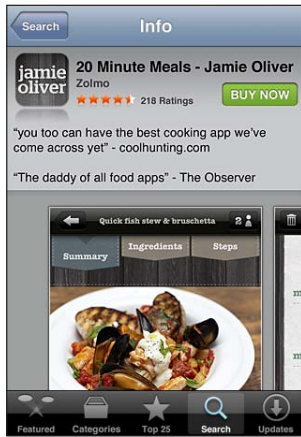 Search
Info
jamie
oliver
20 Minute Meals - Jamie Oliver
Zolmo
218 Ratings
BUY NOW
“you too can have the best cooking app we’ve
come across yet” - coolhunting.com
“The daddy of all food apps” - The Observer
Quick fish stew & bruschetta 2
Summary Ingredients Steps
Featured Categories Top 25 Search Updates